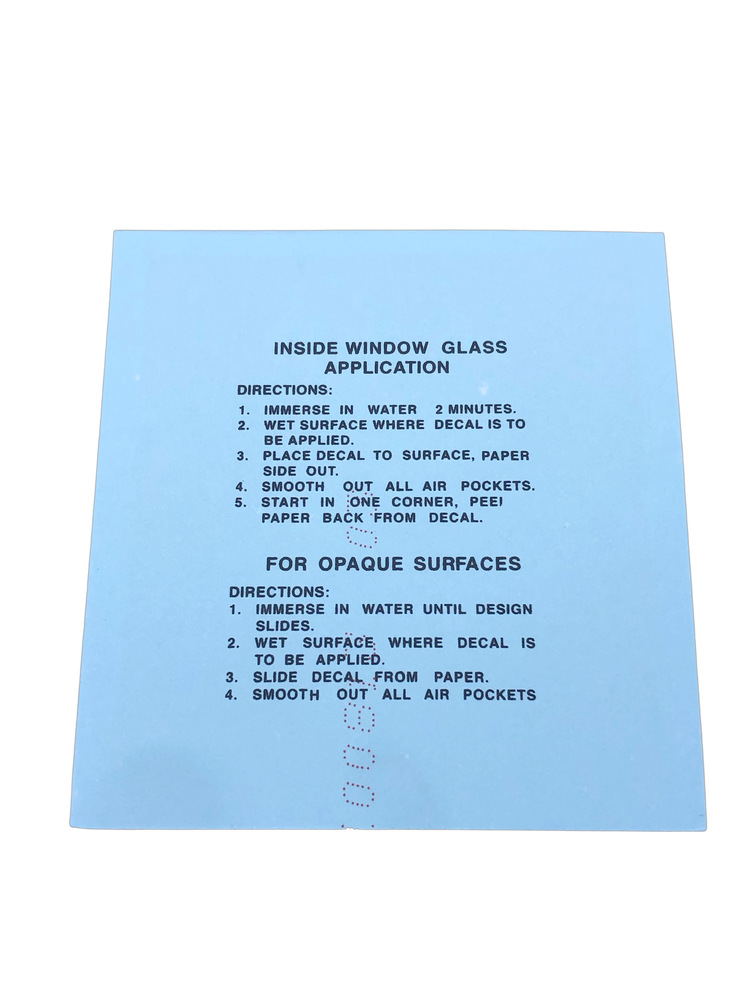 INSIDE WINDOW GLASS
APPLICATION
DIRECTIONS:
1. IMMERSE IN WATER 2 MINUTES.
2. WET SURFACE WHERE DECAL IS TO
BE APPLIED.
3. PLACE DECAL TO SURFACE, PAPER
SIDE OUT.
4. SMOOTH OUT ALL AIR POCKETS.
5. START IN ONE CORNER, PEEl
PAPER BACK FROM DECAL.
FOR OPAQUE SURFACES
DIRECTIONS:
1. IMMERSE IN WATER UNTIL DESIGN
SLIDES.
2. WET SURFACE WHERE DECAL IS
TO BE APPLIED.
3. SLIDE DECAL FROM PAPER.
4. SMOOTH OUT ALL AIR POCKETS